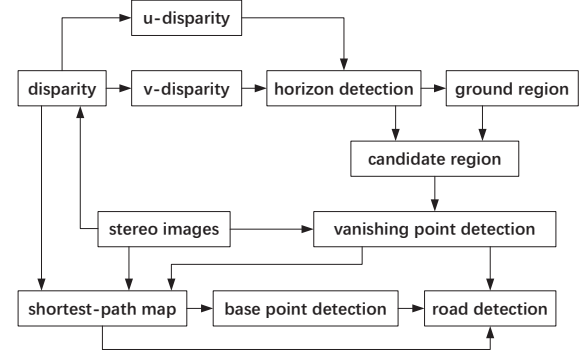 u-disparity
disparity
v-disparity
horizon detection
ground region
candidate region
stereo images
vanishing point detection
shortest-path map
base point detection
road detection